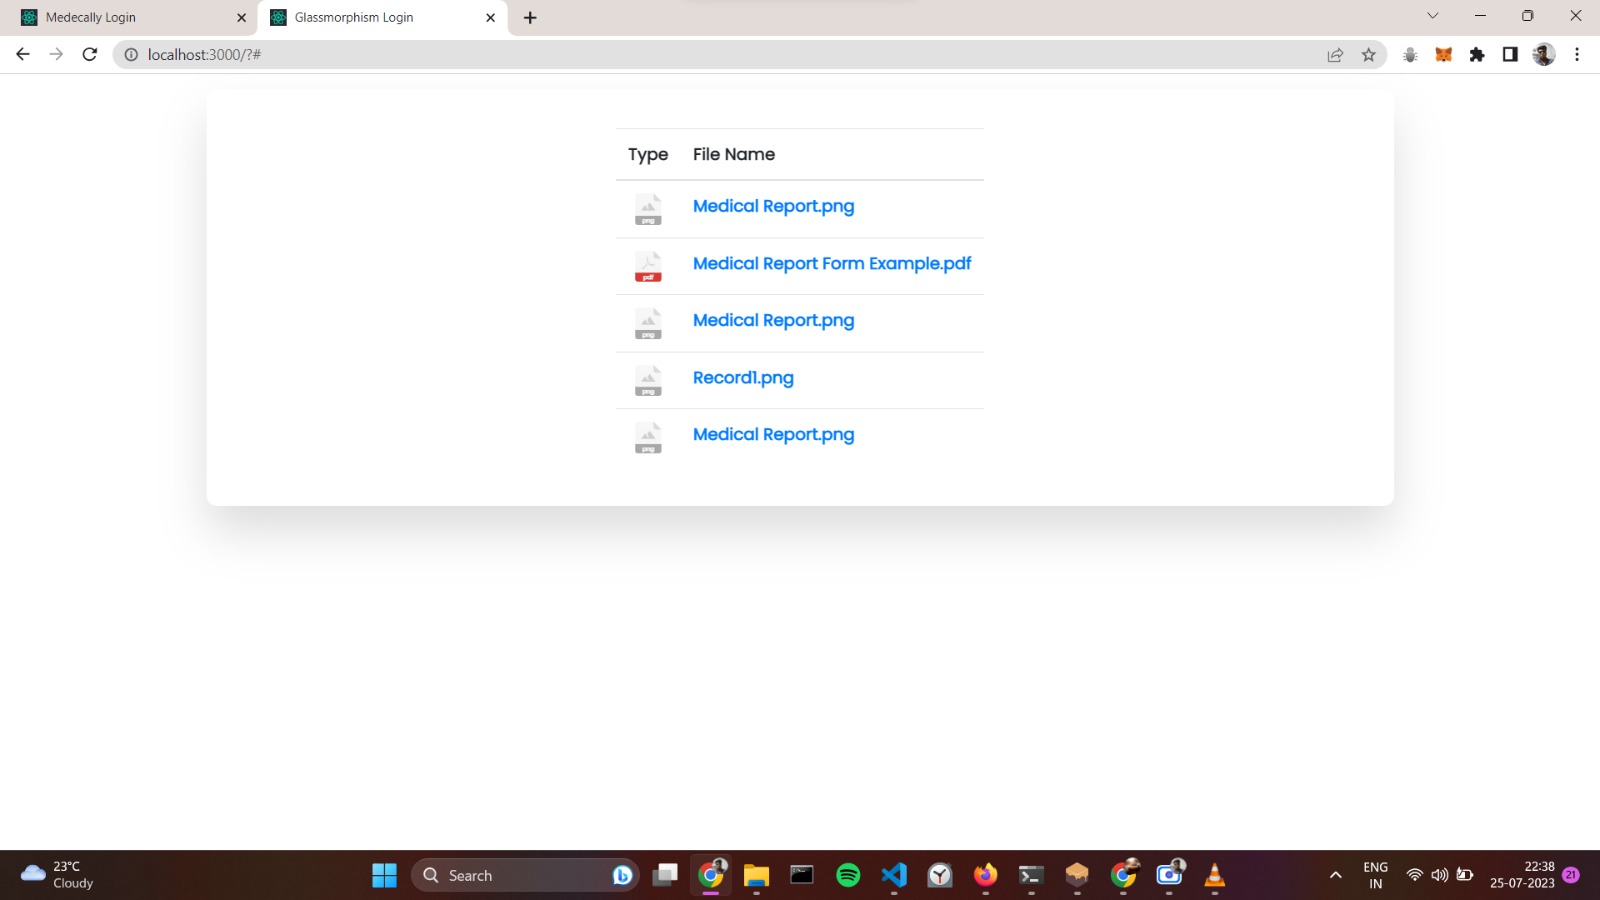 Medecally Login
Glassmorphism Login
localhost:3000/?#
Type File Name
png Medical Report.png
pdf Medical Report Form Example.pdf
png Medical Report.png
png Record1.png
png Medical Report.png
23°C
Cloudy
Search
ENG
IN
22:38
25-07-2023
21